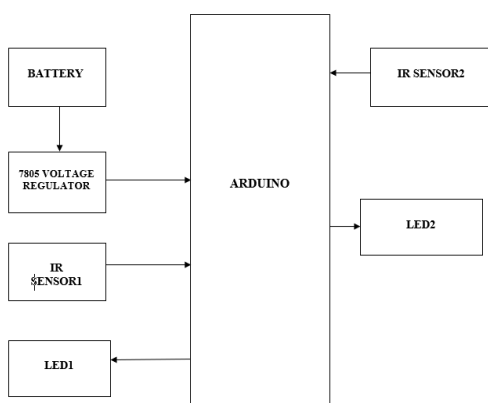 BATTERY
IR SENSOR2
7805 VOLTAGE
REGULATOR
ARDUINO
LED2
IR
SENSOR1
LED1